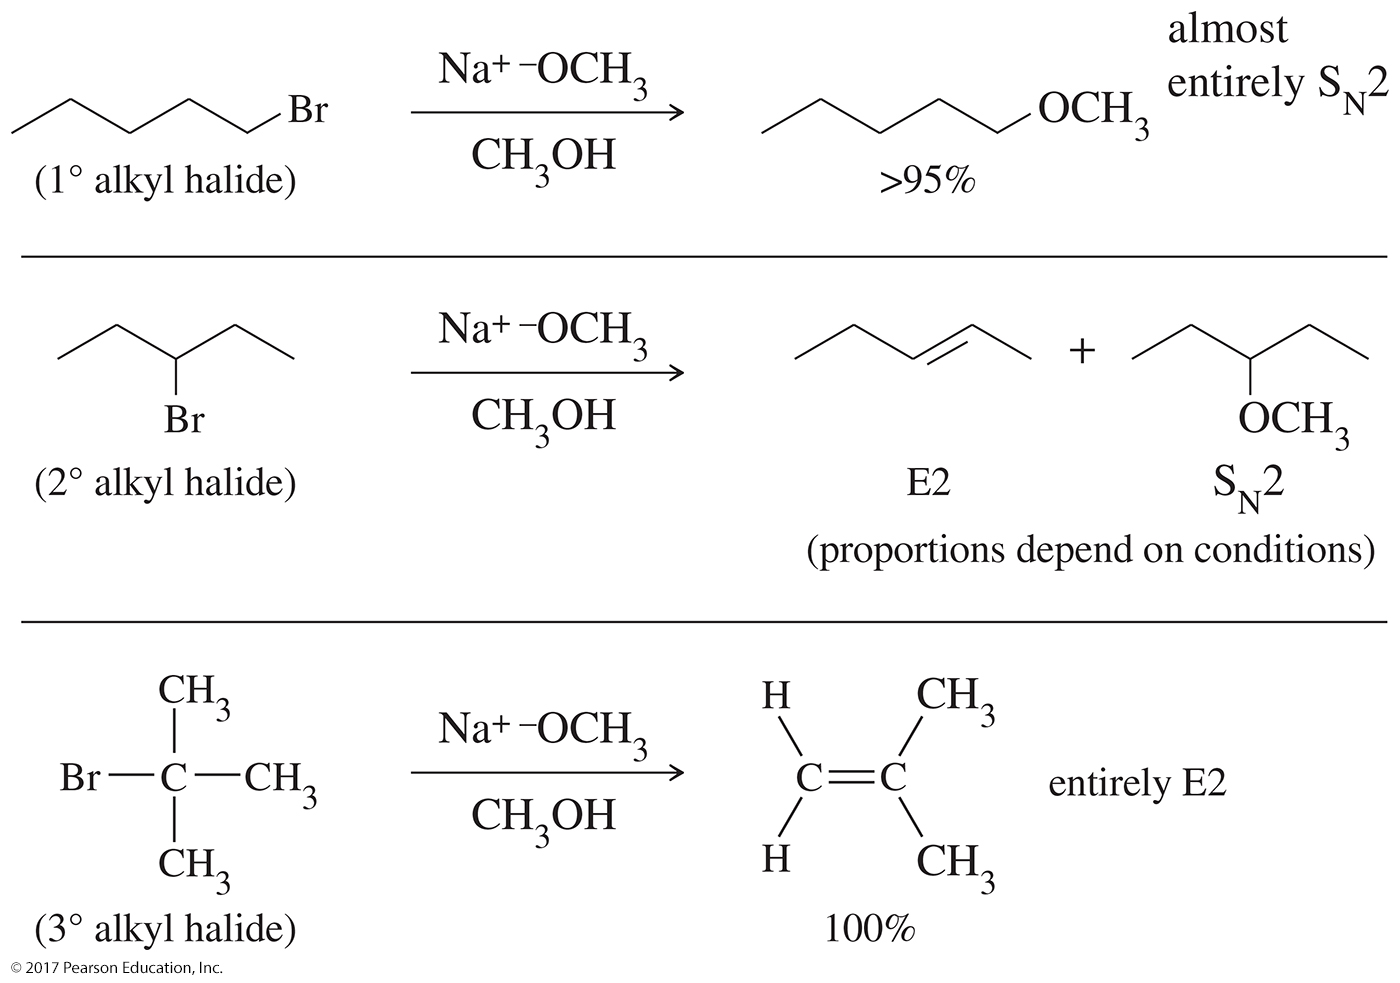 almost
entirely S_N2
Na⁺ ⁻OCH₃
Br
OCH₃
CH₃OH
(1° alkyl halide)
>95%
Na⁺ ⁻OCH₃
+
CH₃OH
Br
OCH₃
(2° alkyl halide)
E2
S_N2
(proportions depend on conditions)
CH₃
H
CH₃
Na⁺ ⁻OCH₃
Br—C—CH₃
C=C
entirely E2
CH₃OH
CH₃
H
CH₃
(3° alkyl halide)
100%
© 2017 Pearson Education, Inc.